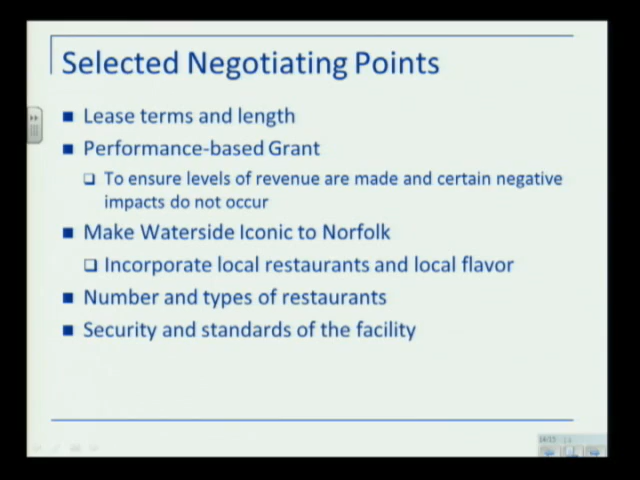 Selected Negotiating Points
Lease terms and length
Performance-based Grant
To ensure levels of revenue are made and certain negative
impacts do not occur
Make Waterside Iconic to Norfolk
Incorporate local restaurants and local flavor
Number and types of restaurants
Security and standards of the facility